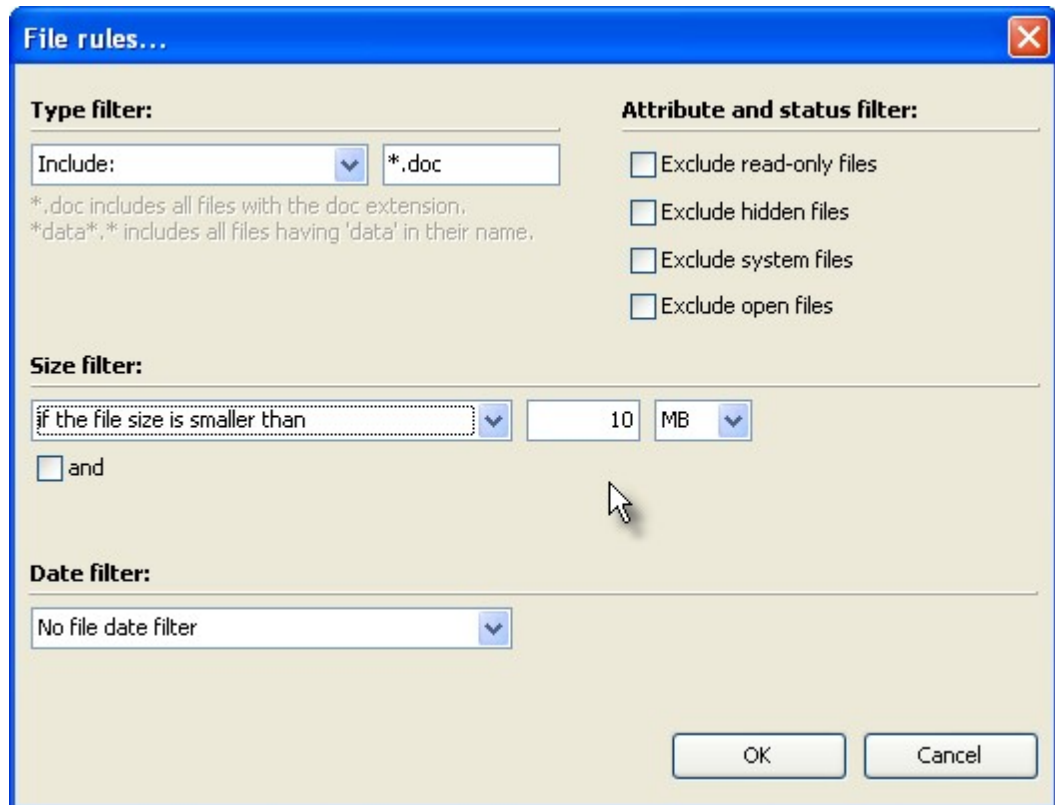 File rules...
Type filter:
Include:
*.doc
*.doc includes all files with the doc extension.
*data*.* includes all files having 'data' in their name.
Attribute and status filter:
Exclude read-only files
Exclude hidden files
Exclude system files
Exclude open files
Size filter:
if the file size is smaller than
10
MB
and
Date filter:
No file date filter
OK
Cancel